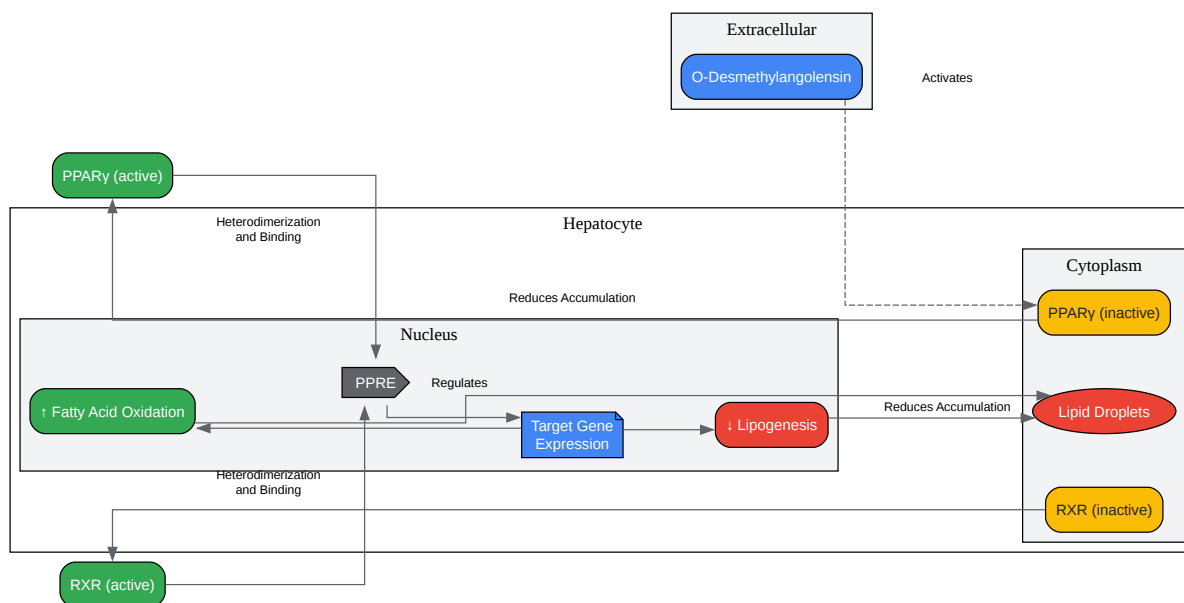 Extracellular
O-Desmethylangolensin
Activates
PPARγ (active)
Heterodimerization
and Binding
Hepatocyte
Cytoplasm
Reduces Accumulation
PPARγ (inactive)
Nucleus
PPRE
Regulates
↑ Fatty Acid Oxidation
Target Gene
Expression
↓ Lipogenesis
Reduces Accumulation
Lipid Droplets
Heterodimerization
and Binding
RXR (inactive)
RXR (active)